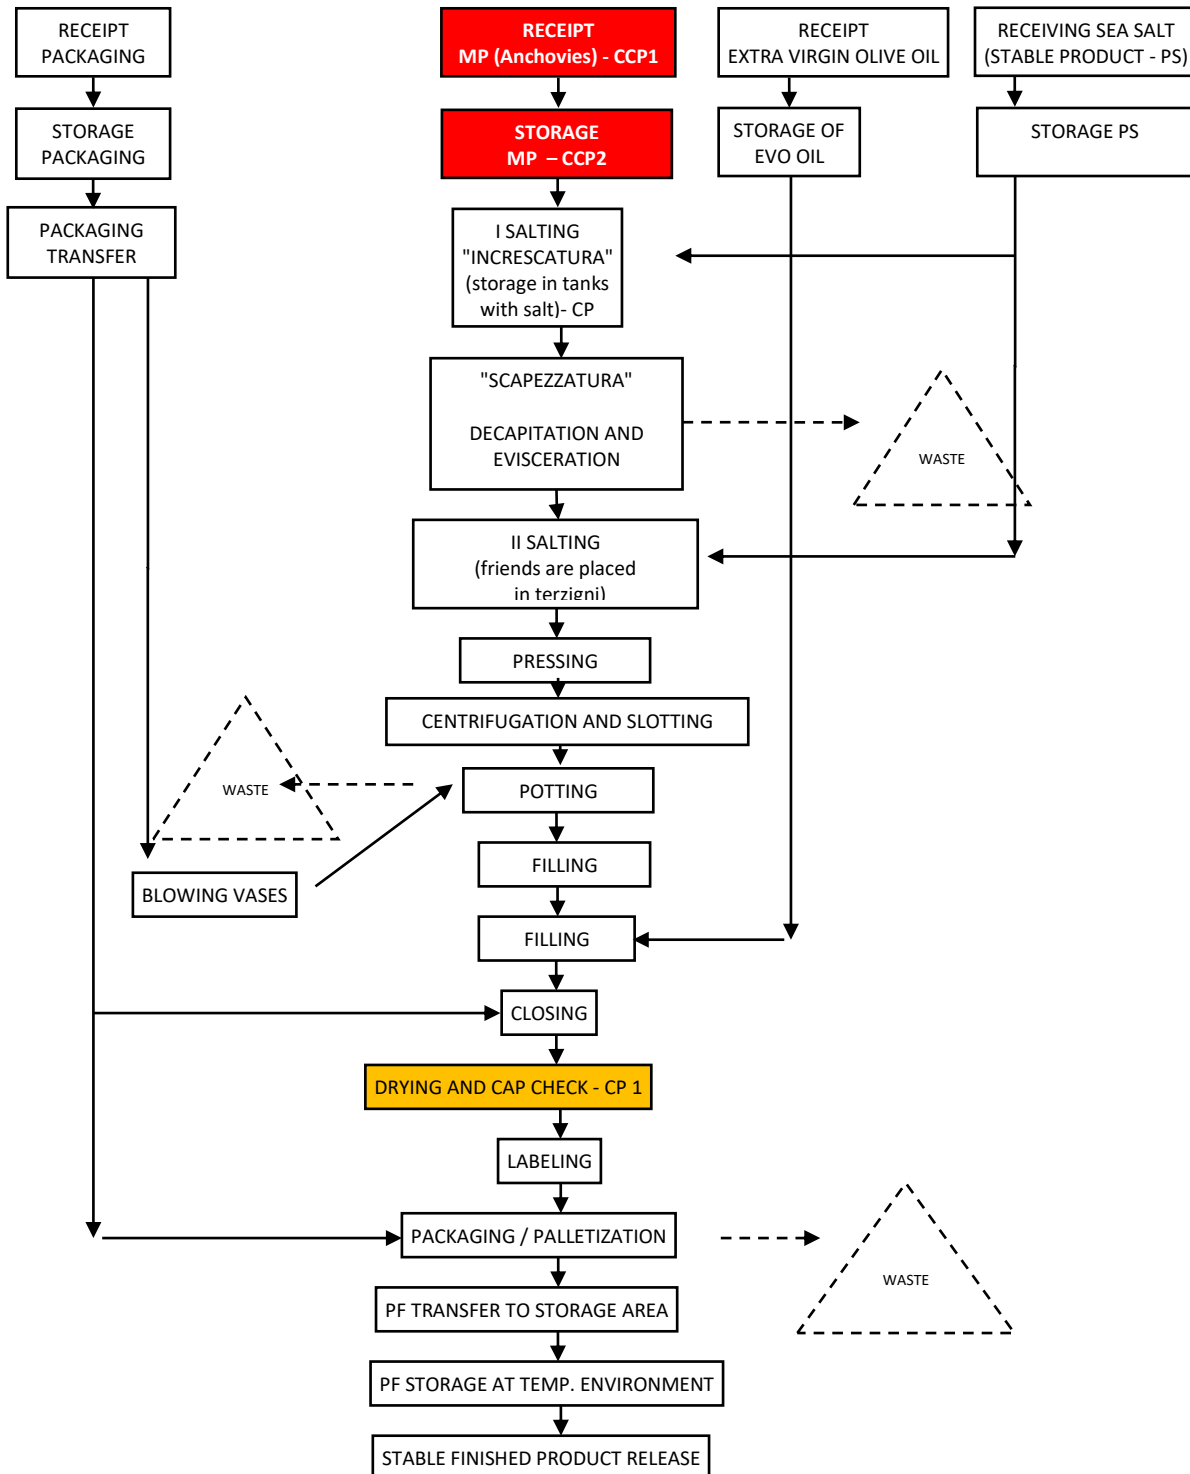 RECEIPT
PACKAGING
RECEIPT
MP (Anchovies) - CCP1
RECEIPT
EXTRA VIRGIN OLIVE OIL
RECEIVING SEA SALT
(STABLE PRODUCT - PS)
STORAGE
PACKAGING
STORAGE
MP – CCP2
STORAGE OF
EVO OIL
STORAGE PS
PACKAGING
TRANSFER
I SALTING
"INCRESCATURA"
(storage in tanks
with salt)- CP
"SCAPEZZATURA"
DECAPITATION AND
EVISCERATION
WASTE
II SALTING
(friends are placed
in terzigni)
PRESSING
CENTRIFUGATION AND SLOTTING
WASTE
POTTING
FILLING
BLOWING VASES
FILLING
CLOSING
DRYING AND CAP CHECK - CP 1
LABELING
PACKAGING / PALLETIZATION
WASTE
PF TRANSFER TO STORAGE AREA
PF STORAGE AT TEMP. ENVIRONMENT
STABLE FINISHED PRODUCT RELEASE